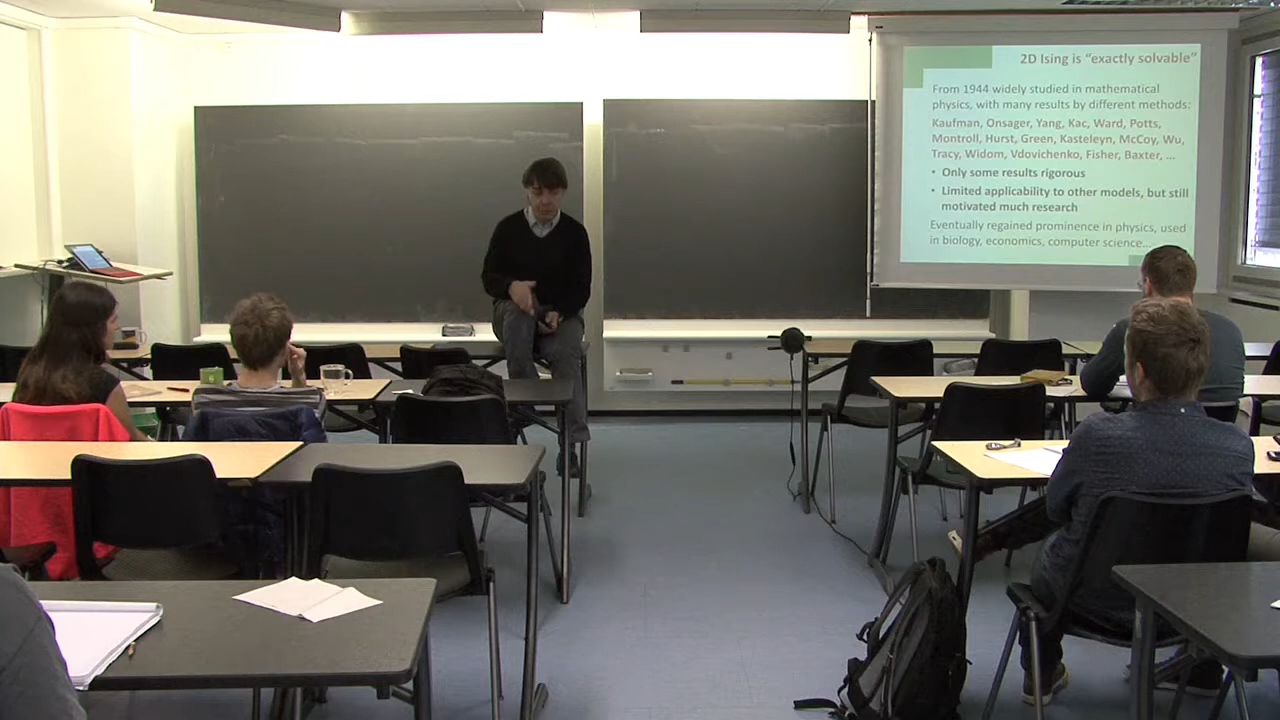 2D Ising is “exactly solvable”
From 1944 widely studied in mathematical
physics, with many results by different methods:
Kaufman, Onsager, Yang, Kac, Ward, Potts,
Montroll, Hurst, Green, Kasteleyn, McCoy, Wu,
Tracy, Widom, Vdovichenko, Fisher, Baxter, ...
• Only some results rigorous
• Limited applicability to other models, but still
motivated much research
Eventually regained prominence in physics, used
in biology, economics, computer science...